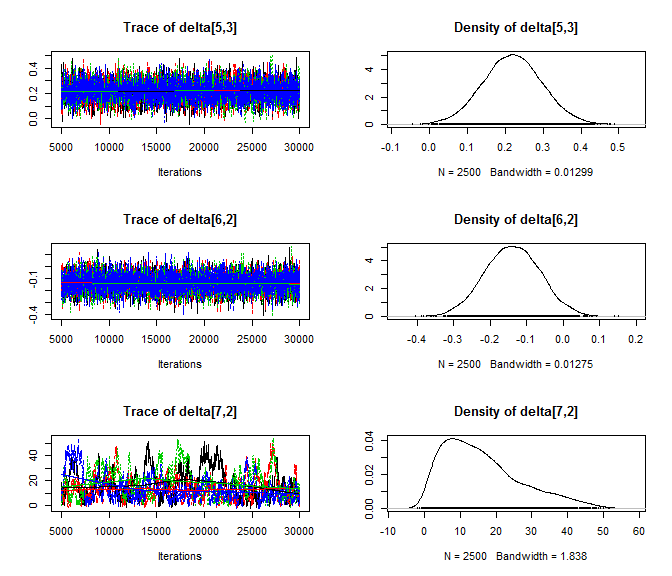 Trace of delta[5,3]
Density of delta[5,3]
0.0 0.2 0.4
5000 10000 15000 20000 25000 30000
Iterations
0 2 4
-0.1 0.0 0.1 0.2 0.3 0.4 0.5
N = 2500 Bandwidth = 0.01299
Trace of delta[6,2]
Density of delta[6,2]
-0.4 -0.1
5000 10000 15000 20000 25000 30000
Iterations
0 2 4
-0.4 -0.3 -0.2 -0.1 0.0 0.1 0.2
N = 2500 Bandwidth = 0.01275
Trace of delta[7,2]
Density of delta[7,2]
0 20 40
5000 10000 15000 20000 25000 30000
Iterations
0.00 0.02 0.04
-10 0 10 20 30 40 50 60
N = 2500 Bandwidth = 1.838